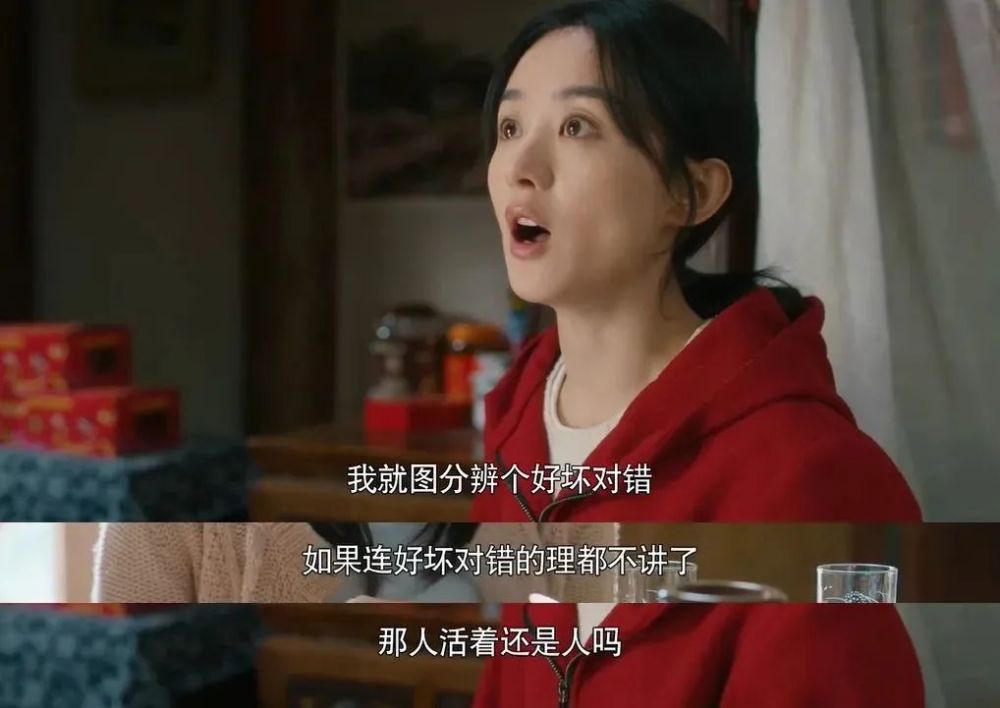 我就图分辨个好坏对错
如果连好坏对错的理都不讲了
那人活着还是人吗